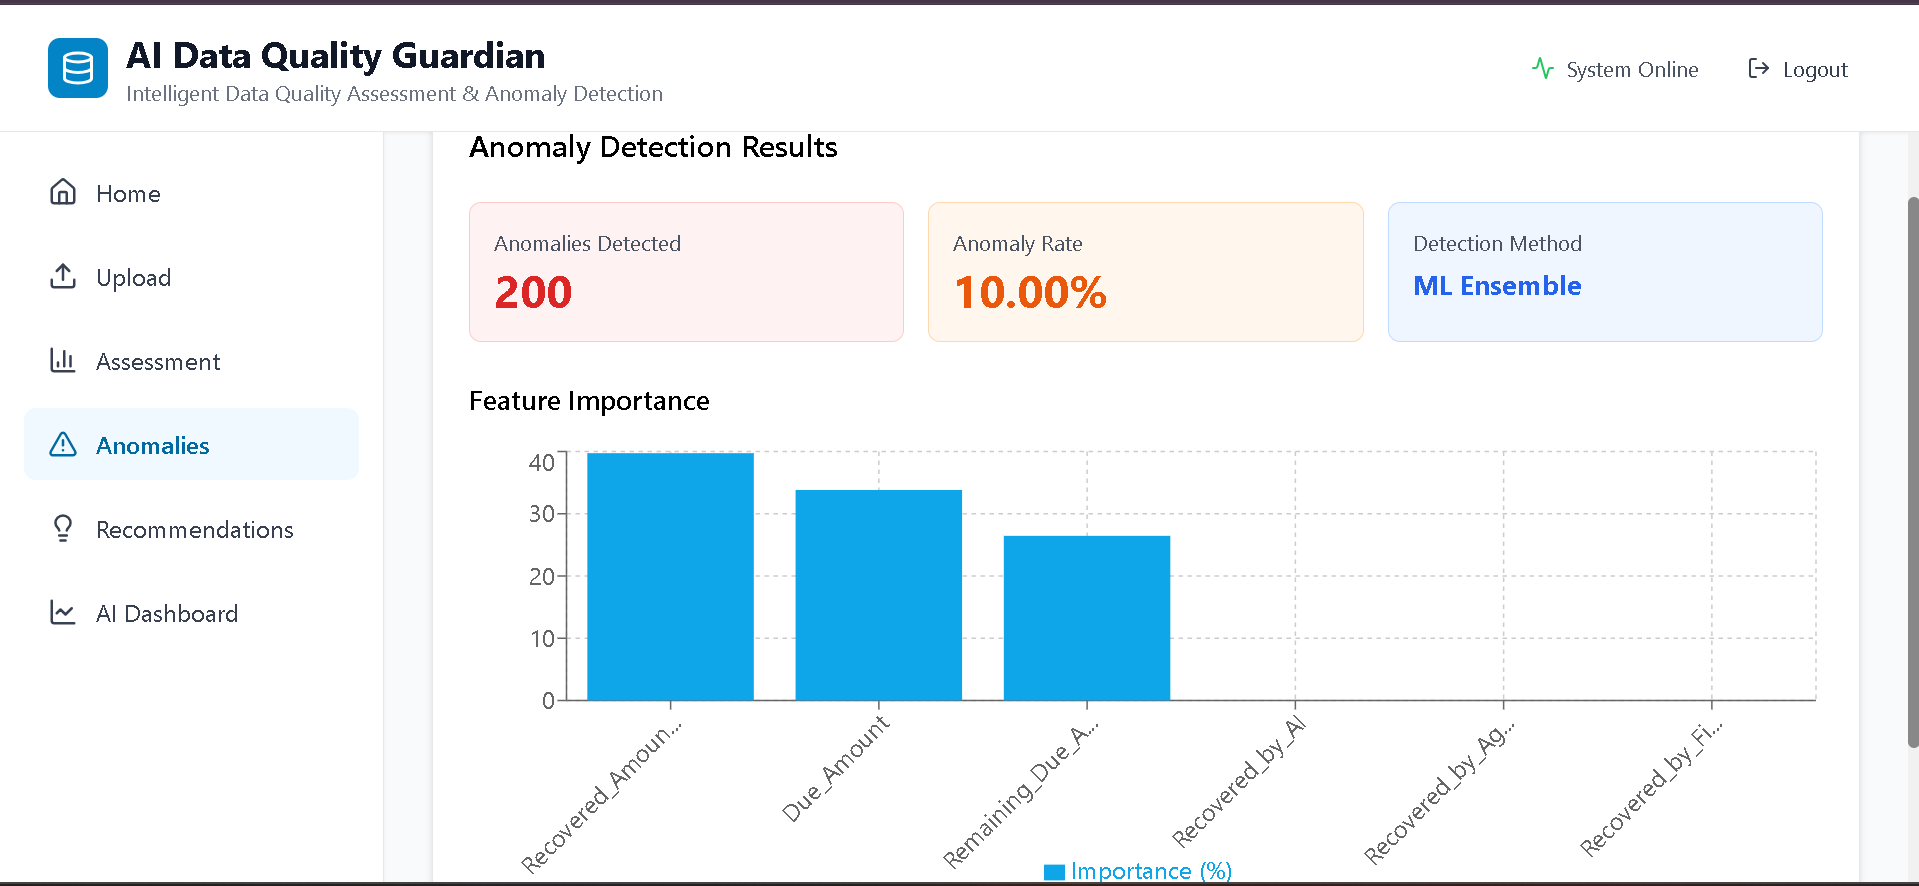 AI Data Quality Guardian
Intelligent Data Quality Assessment & Anomaly Detection
System Online
Logout
Home
Upload
Assessment
Anomalies
Recommendations
AI Dashboard
Anomaly Detection Results
Anomalies Detected
200
Anomaly Rate
10.00%
Detection Method
ML Ensemble
Feature Importance
40
30
20
10
0
Recovered_Amoun...
Due_Amount
Remaining_Due_A...
Recovered_by_AI
Recovered_by_Ag...
Recovered_by_Fi...
Importance (%)